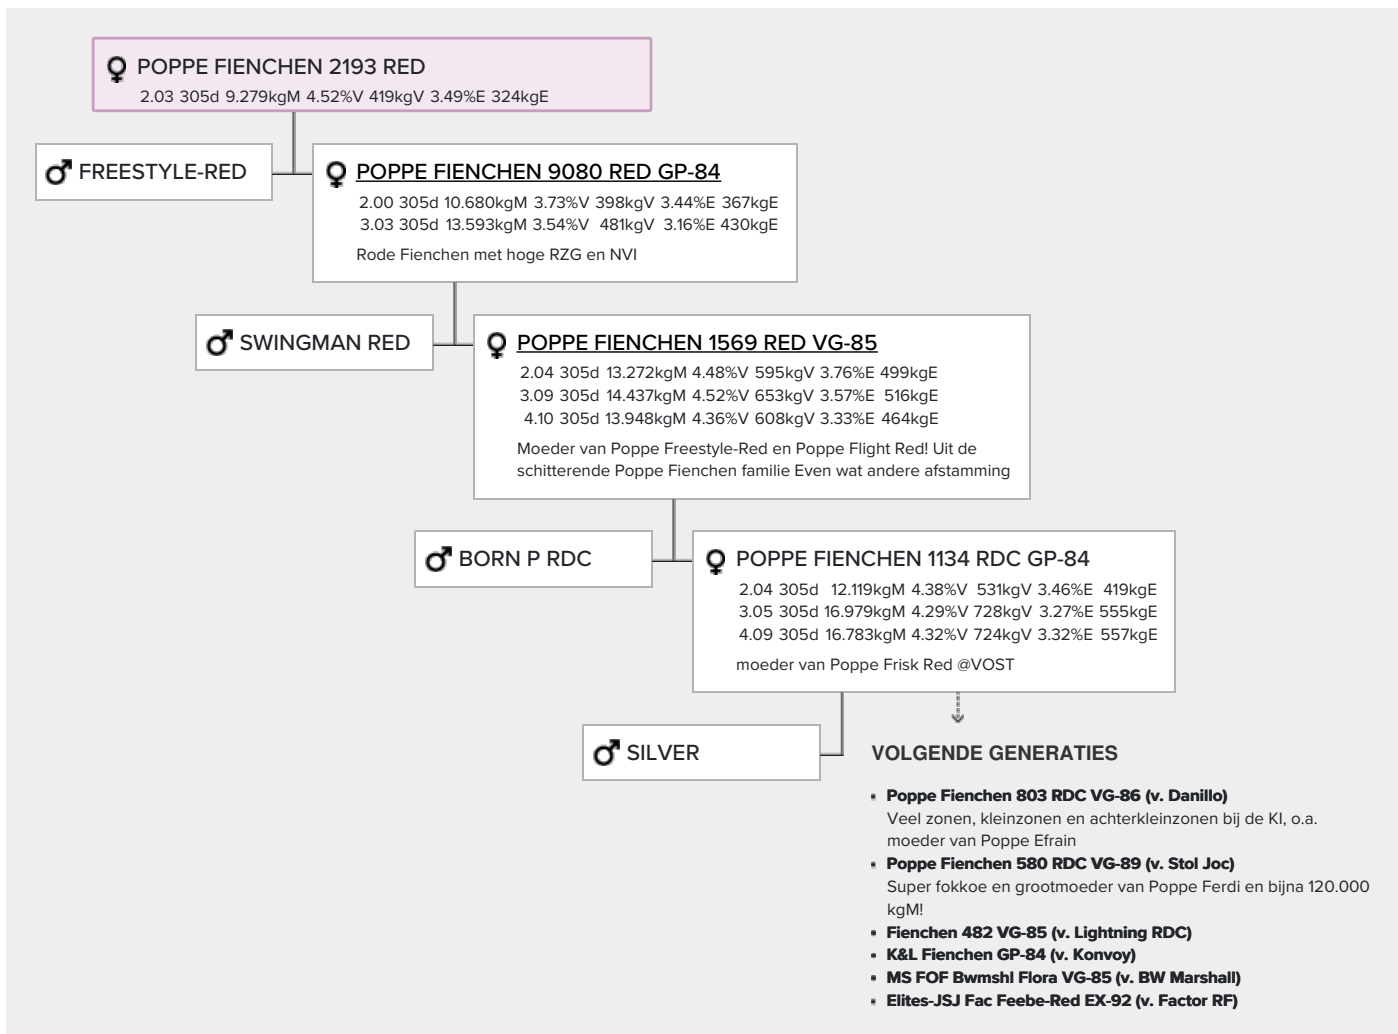 POPPE FIENCHEN 2193 RED
2.03 305d 9.279kgM 4.52%V 419kgV 3.49%E 324kgE
FREESTYLE-RED
POPPE FIENCHEN 9080 RED GP-84
2.00 305d 10.680kgM 3.73%V 398kgV 3.44%E 367kgE
3.03 305d 13.593kgM 3.54%V 481kgV 3.16%E 430kgE
Rode Fienchen met hoge RZG en NVI
SWINGMAN RED
POPPE FIENCHEN 1569 RED VG-85
2.04 305d 13.272kgM 4.48%V 595kgV 3.76%E 499kgE
3.09 305d 14.437kgM 4.52%V 653kgV 3.57%E 516kgE
4.10 305d 13.948kgM 4.36%V 608kgV 3.33%E 464kgE
Moeder van Poppe Freestyle-Red en Poppe Flight Red! Uit de
schitterende Poppe Fienchen familie Even wat andere afstamming
BORN P RDC
POPPE FIENCHEN 1134 RDC GP-84
2.04 305d 12.119kgM 4.38%V 531kgV 3.46%E 419kgE
3.05 305d 16.979kgM 4.29%V 728kgV 3.27%E 555kgE
4.09 305d 16.783kgM 4.32%V 724kgV 3.32%E 557kgE
moeder van Poppe Frisk Red @VOST
SILVER
VOLGENDE GENERATIES
Poppe Fienchen 803 RDC VG-86 (v. Danillo)
Veel zonen, kleinzonen en achterkleinzonen bij de KI, o.a.
moeder van Poppe Efrain
Poppe Fienchen 580 RDC VG-89 (v. Stol Joc)
Super fokkoe en grootmoeder van Poppe Ferdi en bijna 120.000
kgM!
Fienchen 482 VG-85 (v. Lightning RDC)
K&L Fienchen GP-84 (v. Konvoy)
MS FOF Bwmshl Flora VG-85 (v. BW Marshall)
Elites-JSJ Fac Feebe-Red EX-92 (v. Factor RF)